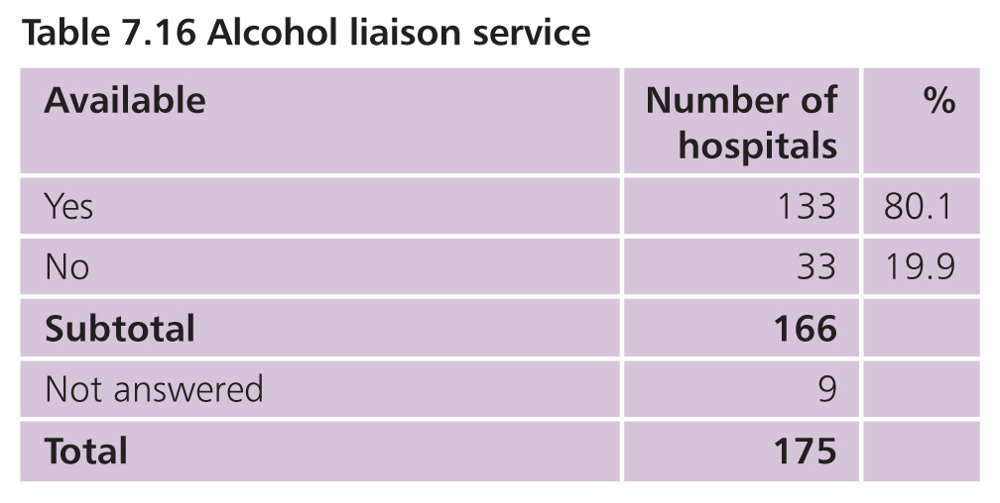 Table 7.16 Alcohol liaison service
Available Number of hospitals %
Yes 133 80.1
No 33 19.9
Subtotal 166
Not answered 9
Total 175